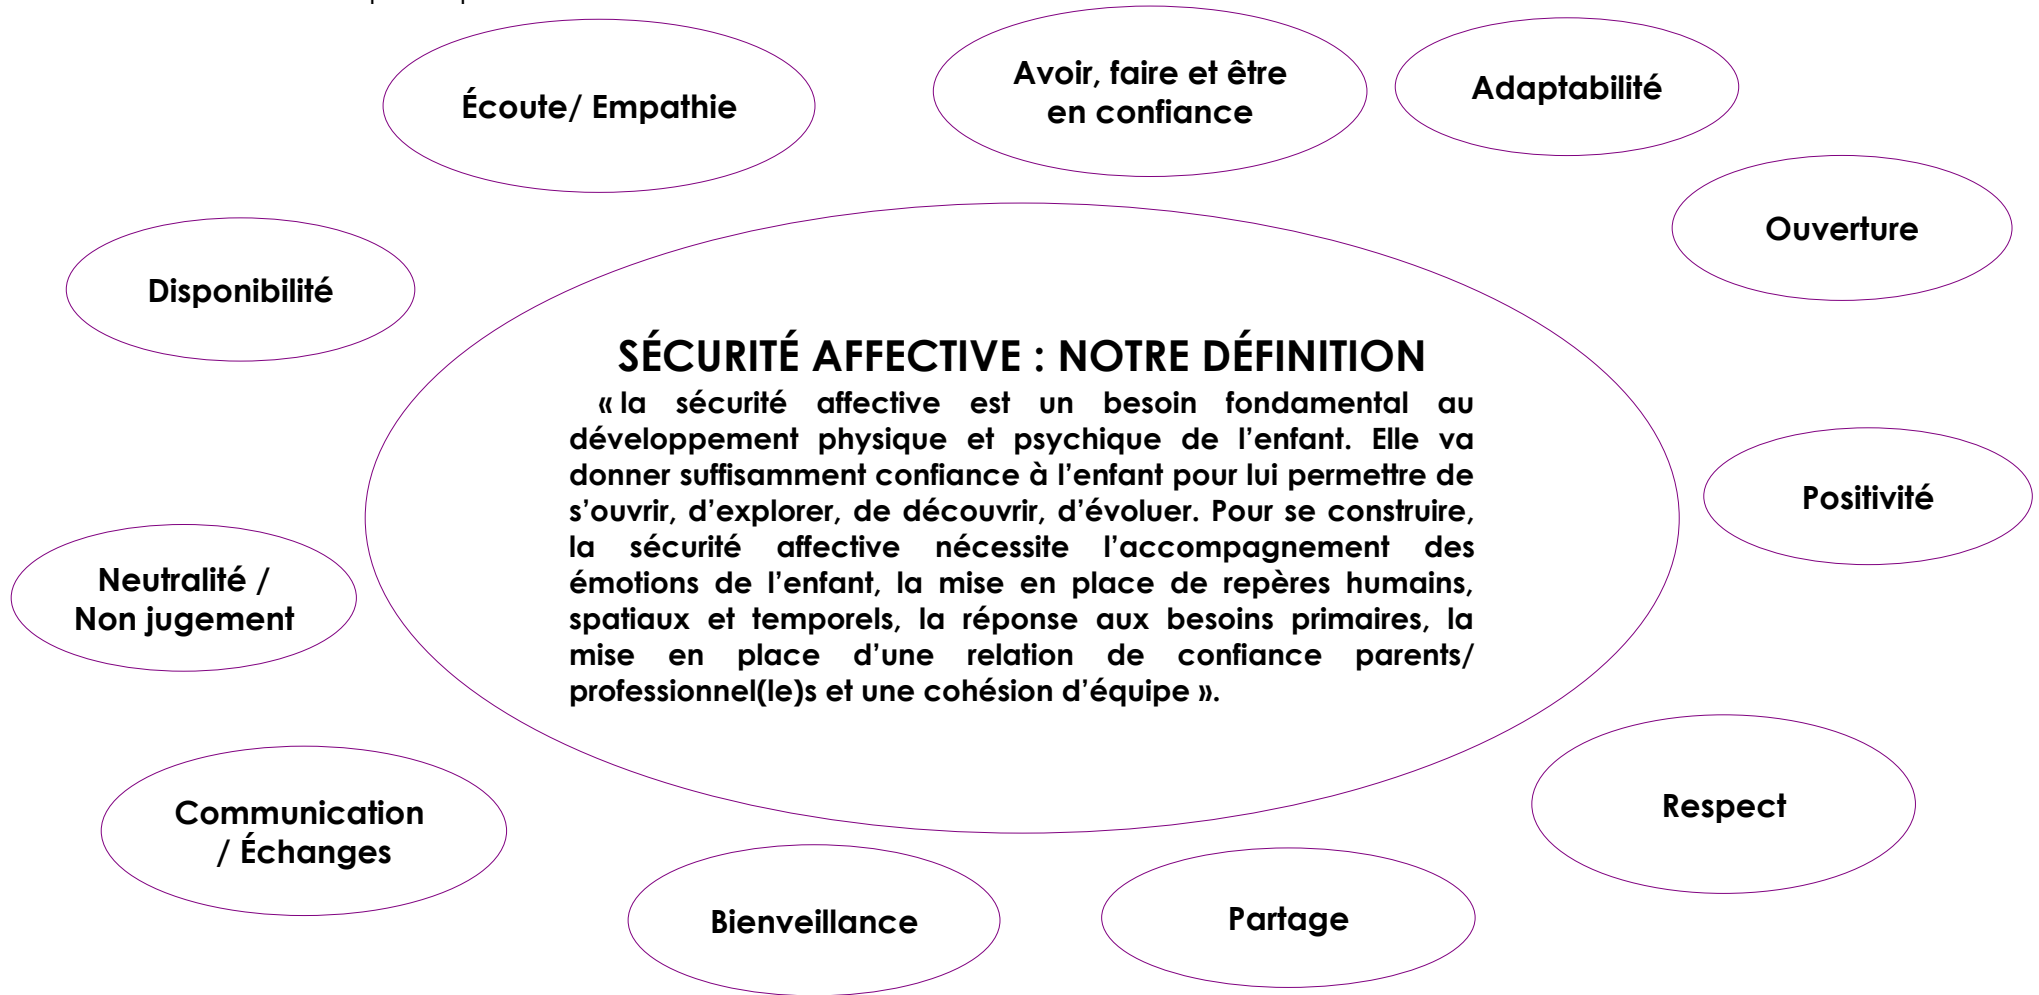 Écoute/ Empathie
Avoir, faire et être
en confiance
Adaptabilité
Ouverture
Disponibilité
SÉCURITÉ AFFECTIVE : NOTRE DÉFINITION
« la sécurité affective est un besoin fondamental au
développement physique et psychique de l’enfant. Elle va
donner suffisamment confiance à l’enfant pour lui permettre de
s’ouvrir, d’explorer, de découvrir, d’évoluer. Pour se construire,
la sécurité affective nécessite l’accompagnement des
émotions de l’enfant, la mise en place de repères humains,
spatiaux et temporels, la réponse aux besoins primaires, la
mise en place d’une relation de confiance parents/
professionnel(le)s et une cohésion d’équipe ».
Positivité
Neutralité /
Non jugement
Respect
Communication
/ Échanges
Bienveillance
Partage